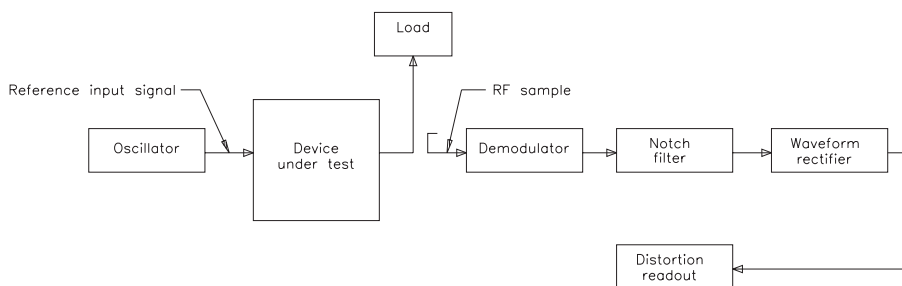 Load
Reference input signal
RF sample
Oscillator
Device
under test
Demodulator
Notch
filter
Waveform
rectifier
Distortion
readout